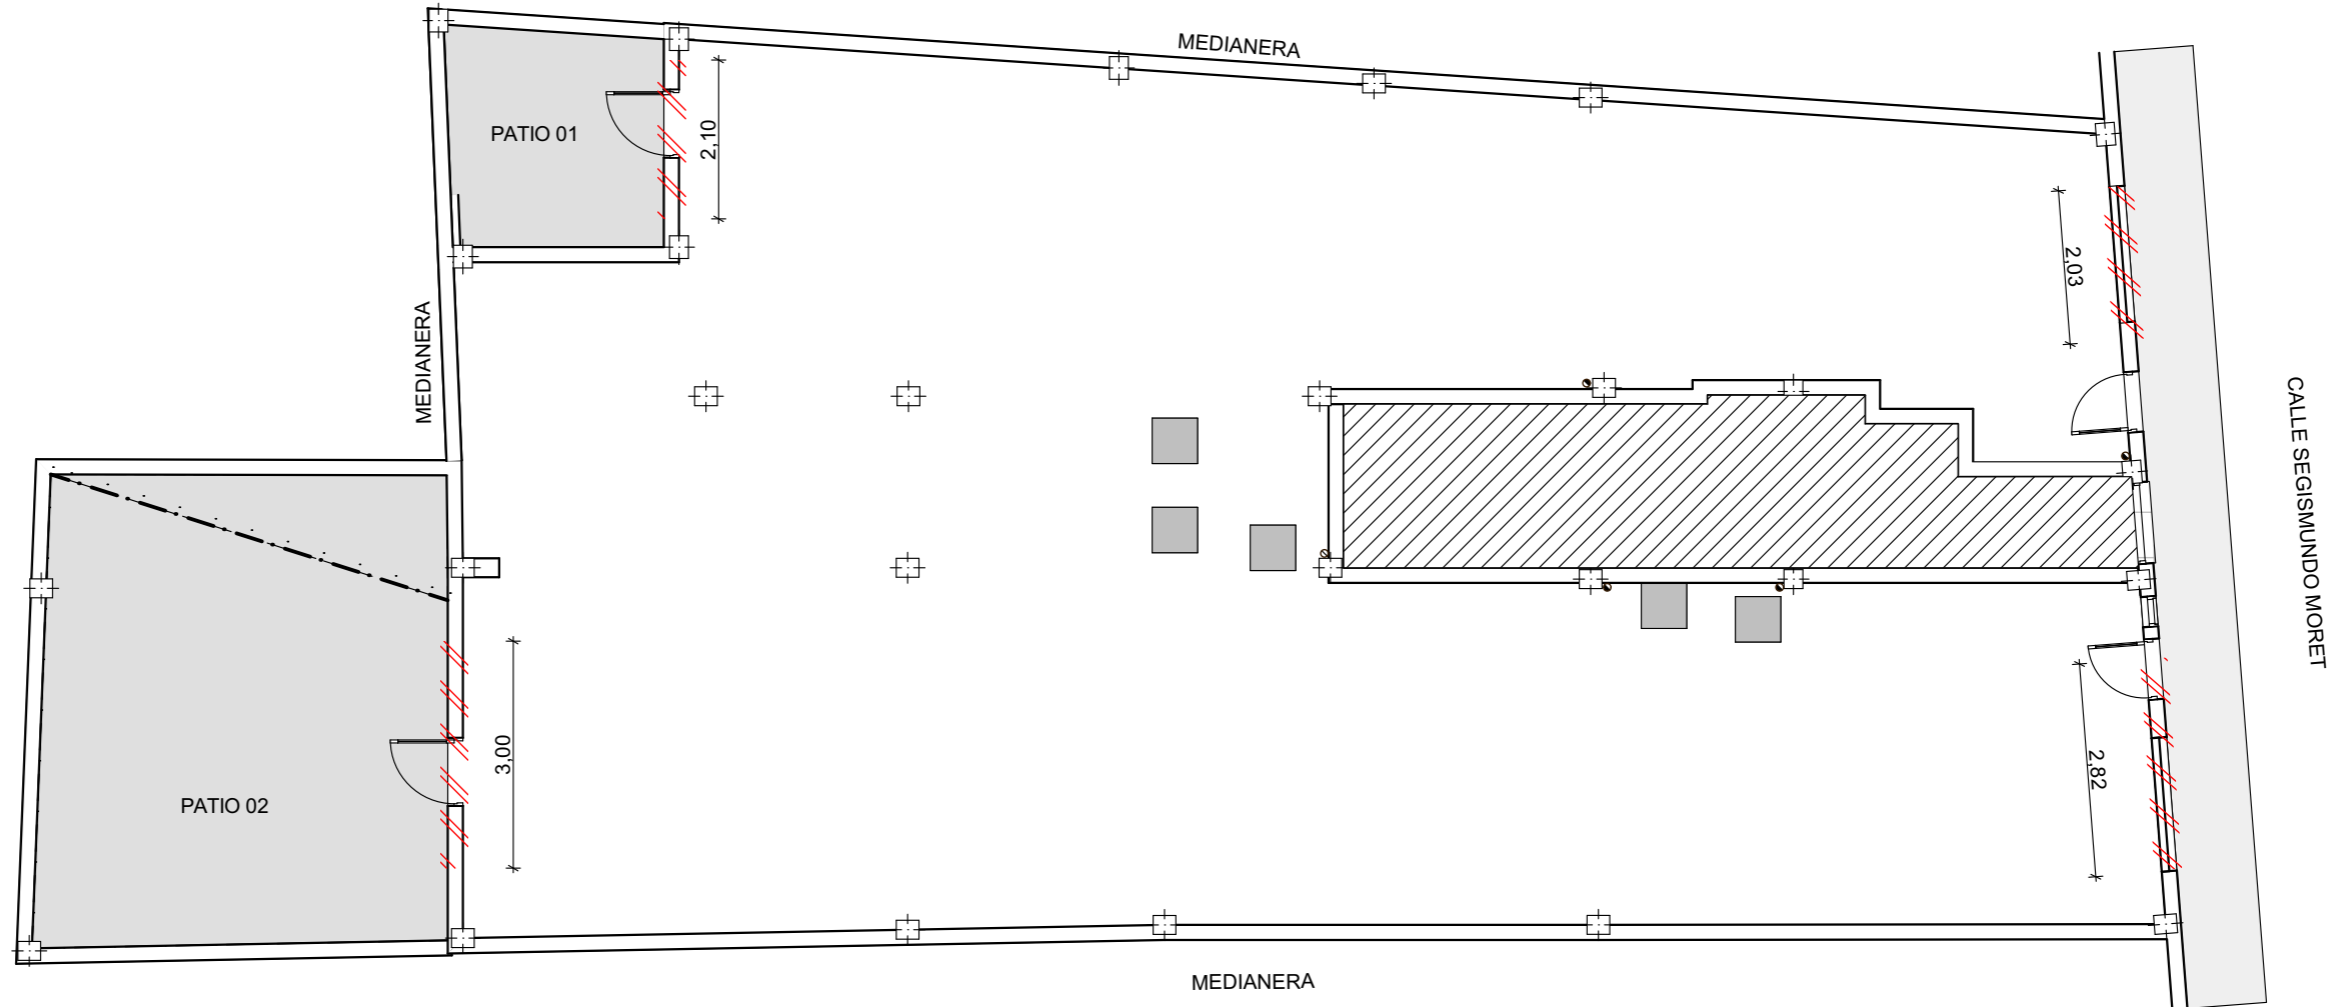 MEDIANERA
PATIO 01
2,10
2,03
MEDIANERA
CALLE SEGISMUNDO MORET
3,00
2,82
PATIO 02
MEDIANERA